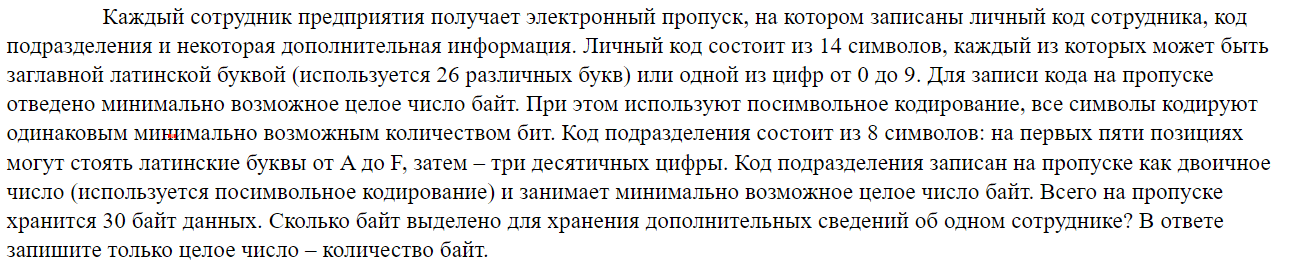 Каждый сотрудник предприятия получает электронный пропуск, на котором записаны личный код сотрудника, код
подразделения и некоторая дополнительная информация. Личный код состоит из 14 символов, каждый из которых может быть
заглавной латинской буквой (используется 26 различных букв) или одной из цифр от 0 до 9. Для записи кода на пропуске
отведено минимально возможное целое число байт. При этом используют посимвольное кодирование, все символы кодируют
одинаковым минимально возможным количеством бит. Код подразделения состоит из 8 символов: на первых пяти позициях
могут стоять латинские буквы от A до F, затем – три десятичных цифры. Код подразделения записан на пропуске как двоичное
число (используется посимвольное кодирование) и занимает минимально возможное целое число байт. Всего на пропуске
хранится 30 байт данных. Сколько байт выделено для хранения дополнительных сведений об одном сотруднике? В ответе
запишите только целое число – количество байт.